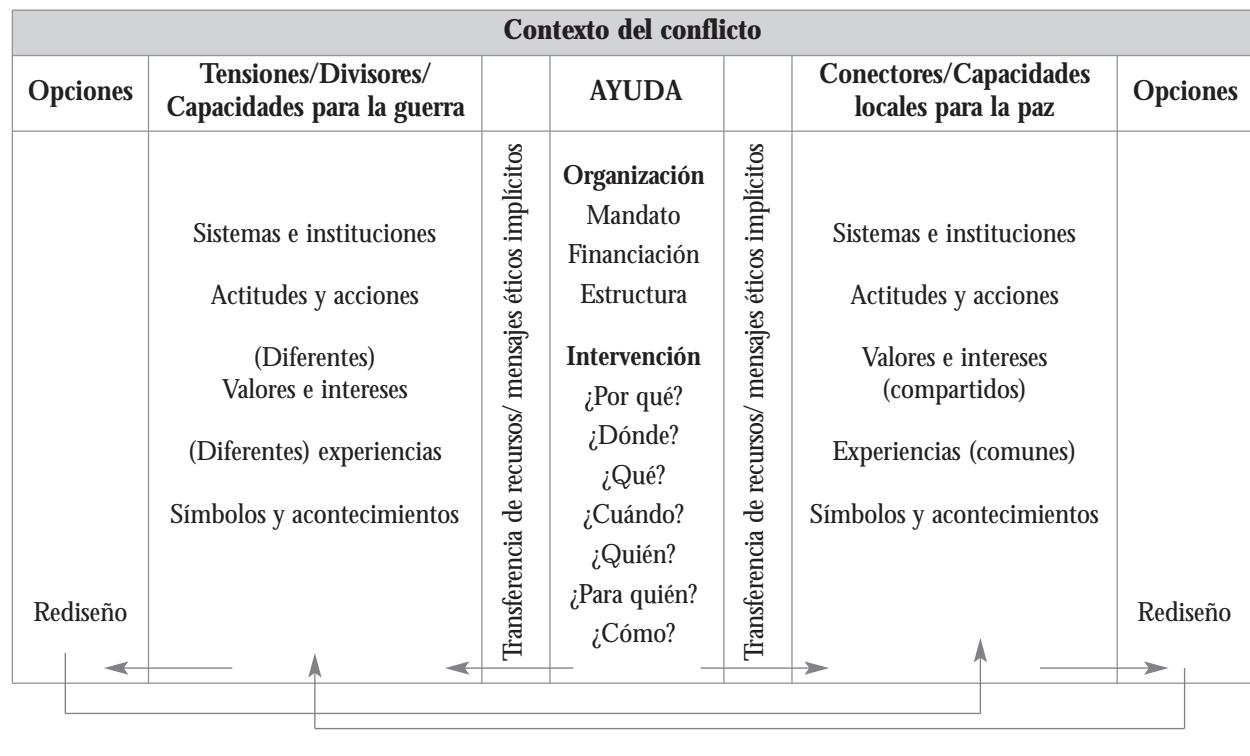 Contexto del conflicto
Opciones
Tensiones/Divisores/
Capacidades para la guerra
AYUDA
Conectores/Capacidades
locales para la paz
Opciones
Rediseño
Sistemas e instituciones
Actitudes y acciones
(Diferentes)
Valores e intereses
(Diferentes) experiencias
Símbolos y acontecimientos
Transferencia de recursos/ mensajes éticos implícitos
Organización
Mandato
Financiación
Estructura
Intervención
¿Por qué?
¿Dónde?
¿Qué?
¿Cuándo?
¿Quién?
¿Para quién?
¿Cómo?
Transferencia de recursos/ mensajes éticos implícitos
Sistemas e instituciones
Actitudes y acciones
Valores e intereses
(compartidos)
Experiencias (comunes)
Símbolos y acontecimientos
Rediseño